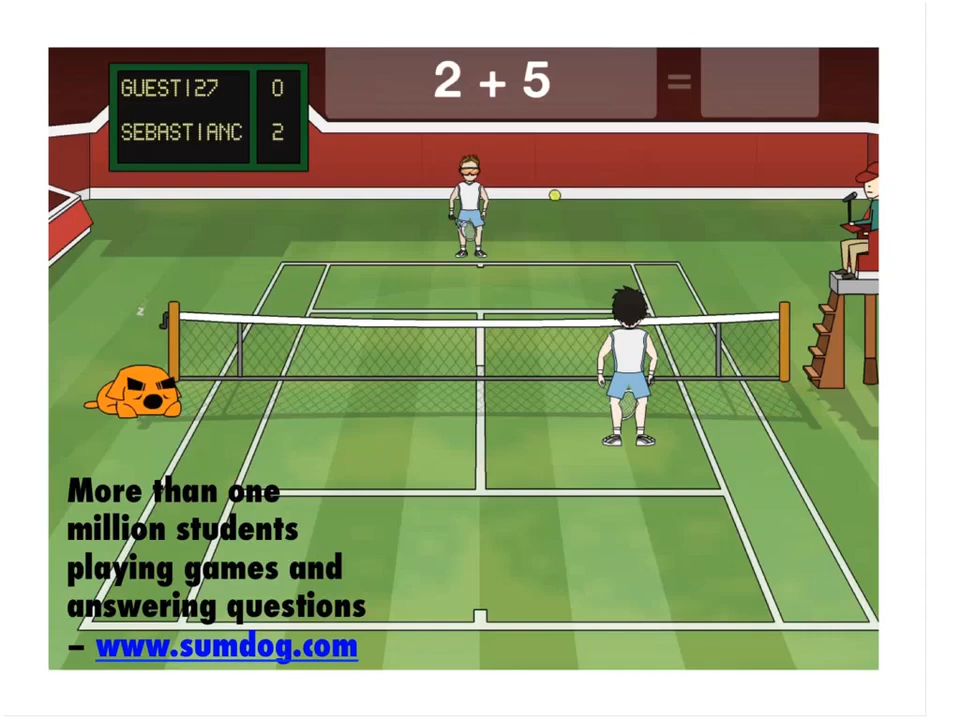 2 + 5 =
GUEST127 0
SEBASTIANC 2
z
More than one
million students
playing games and
answering questions
– www.sumdog.com